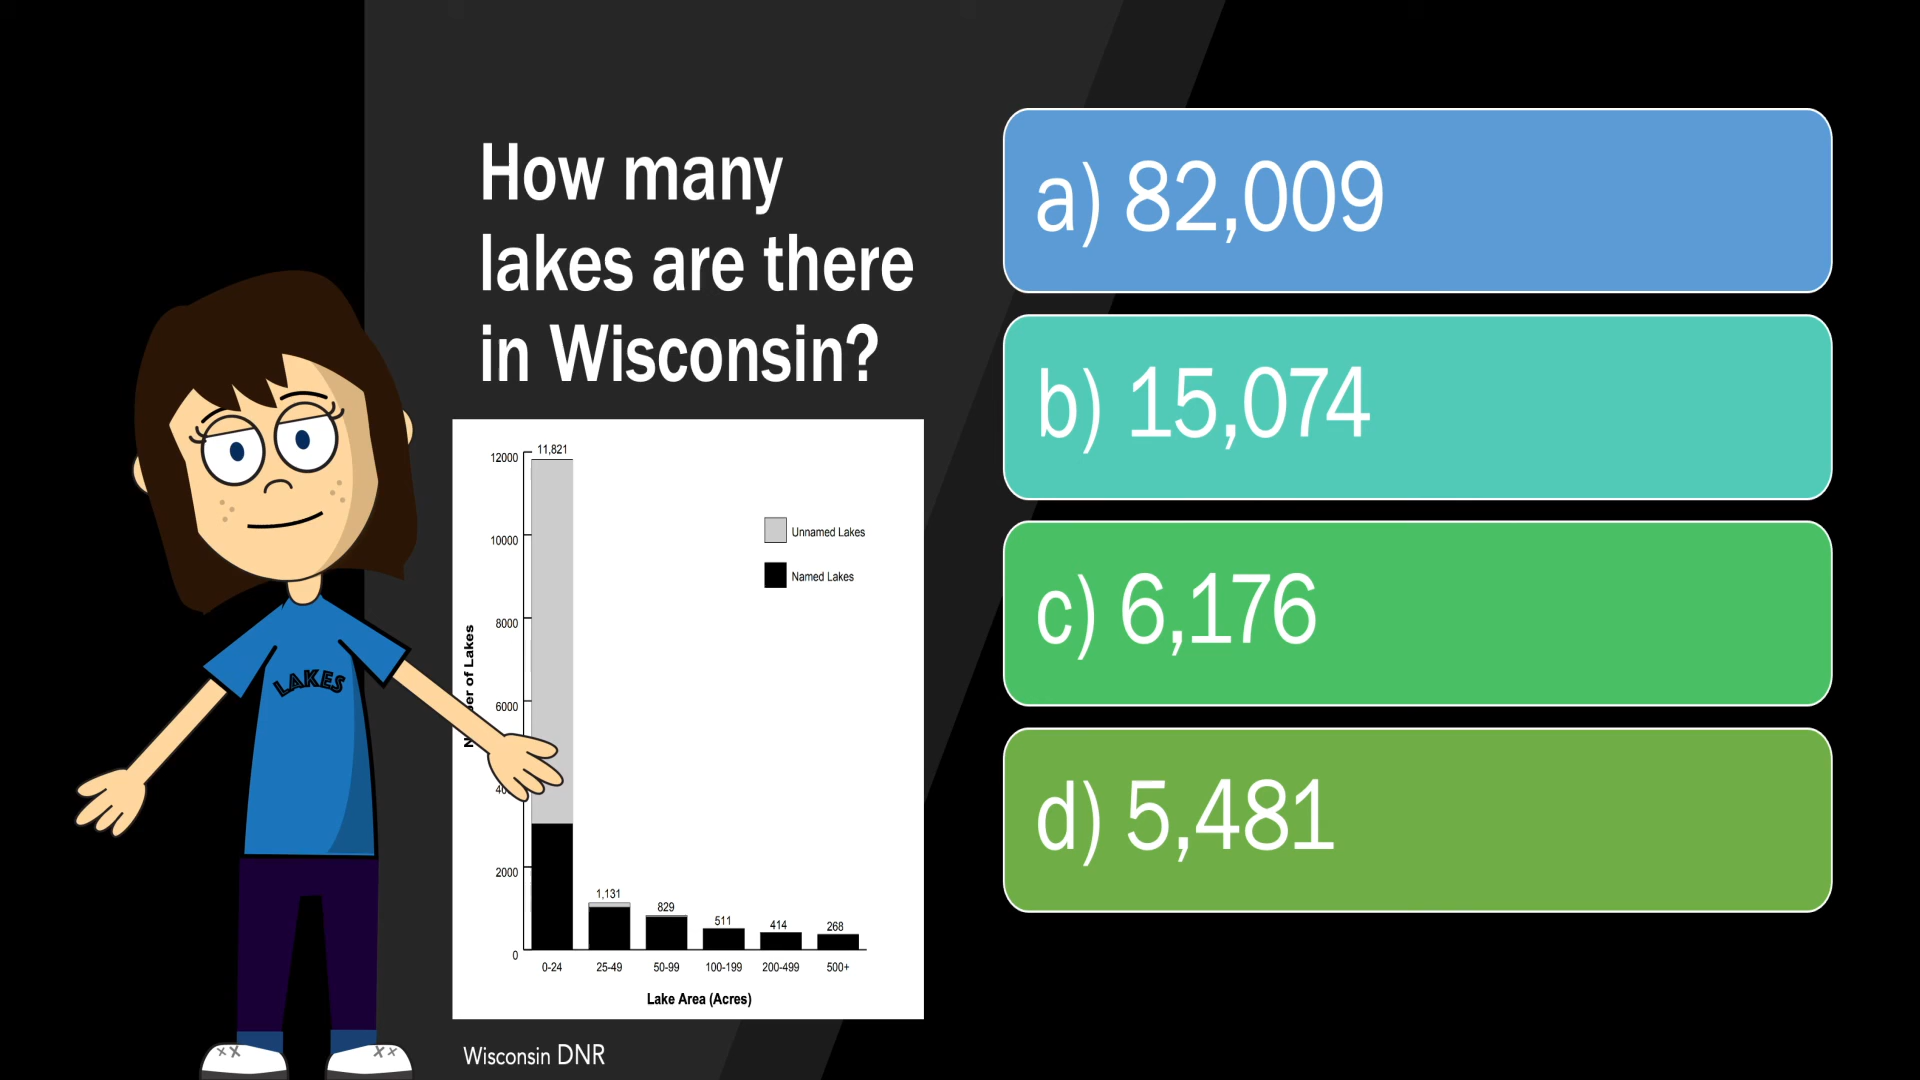 How many
lakes are there
in Wisconsin?
a) 82,009
b) 15,074
c) 6,176
d) 5,481
LAKES
11,821
12000
10000
8000
6000
2000
0
1,131
829
511
414
268
Unnamed Lakes
Named Lakes
of Lakes
0-24
25-49
50-99
100-199
200-499
500+
Lake Area (Acres)
Wisconsin DNR